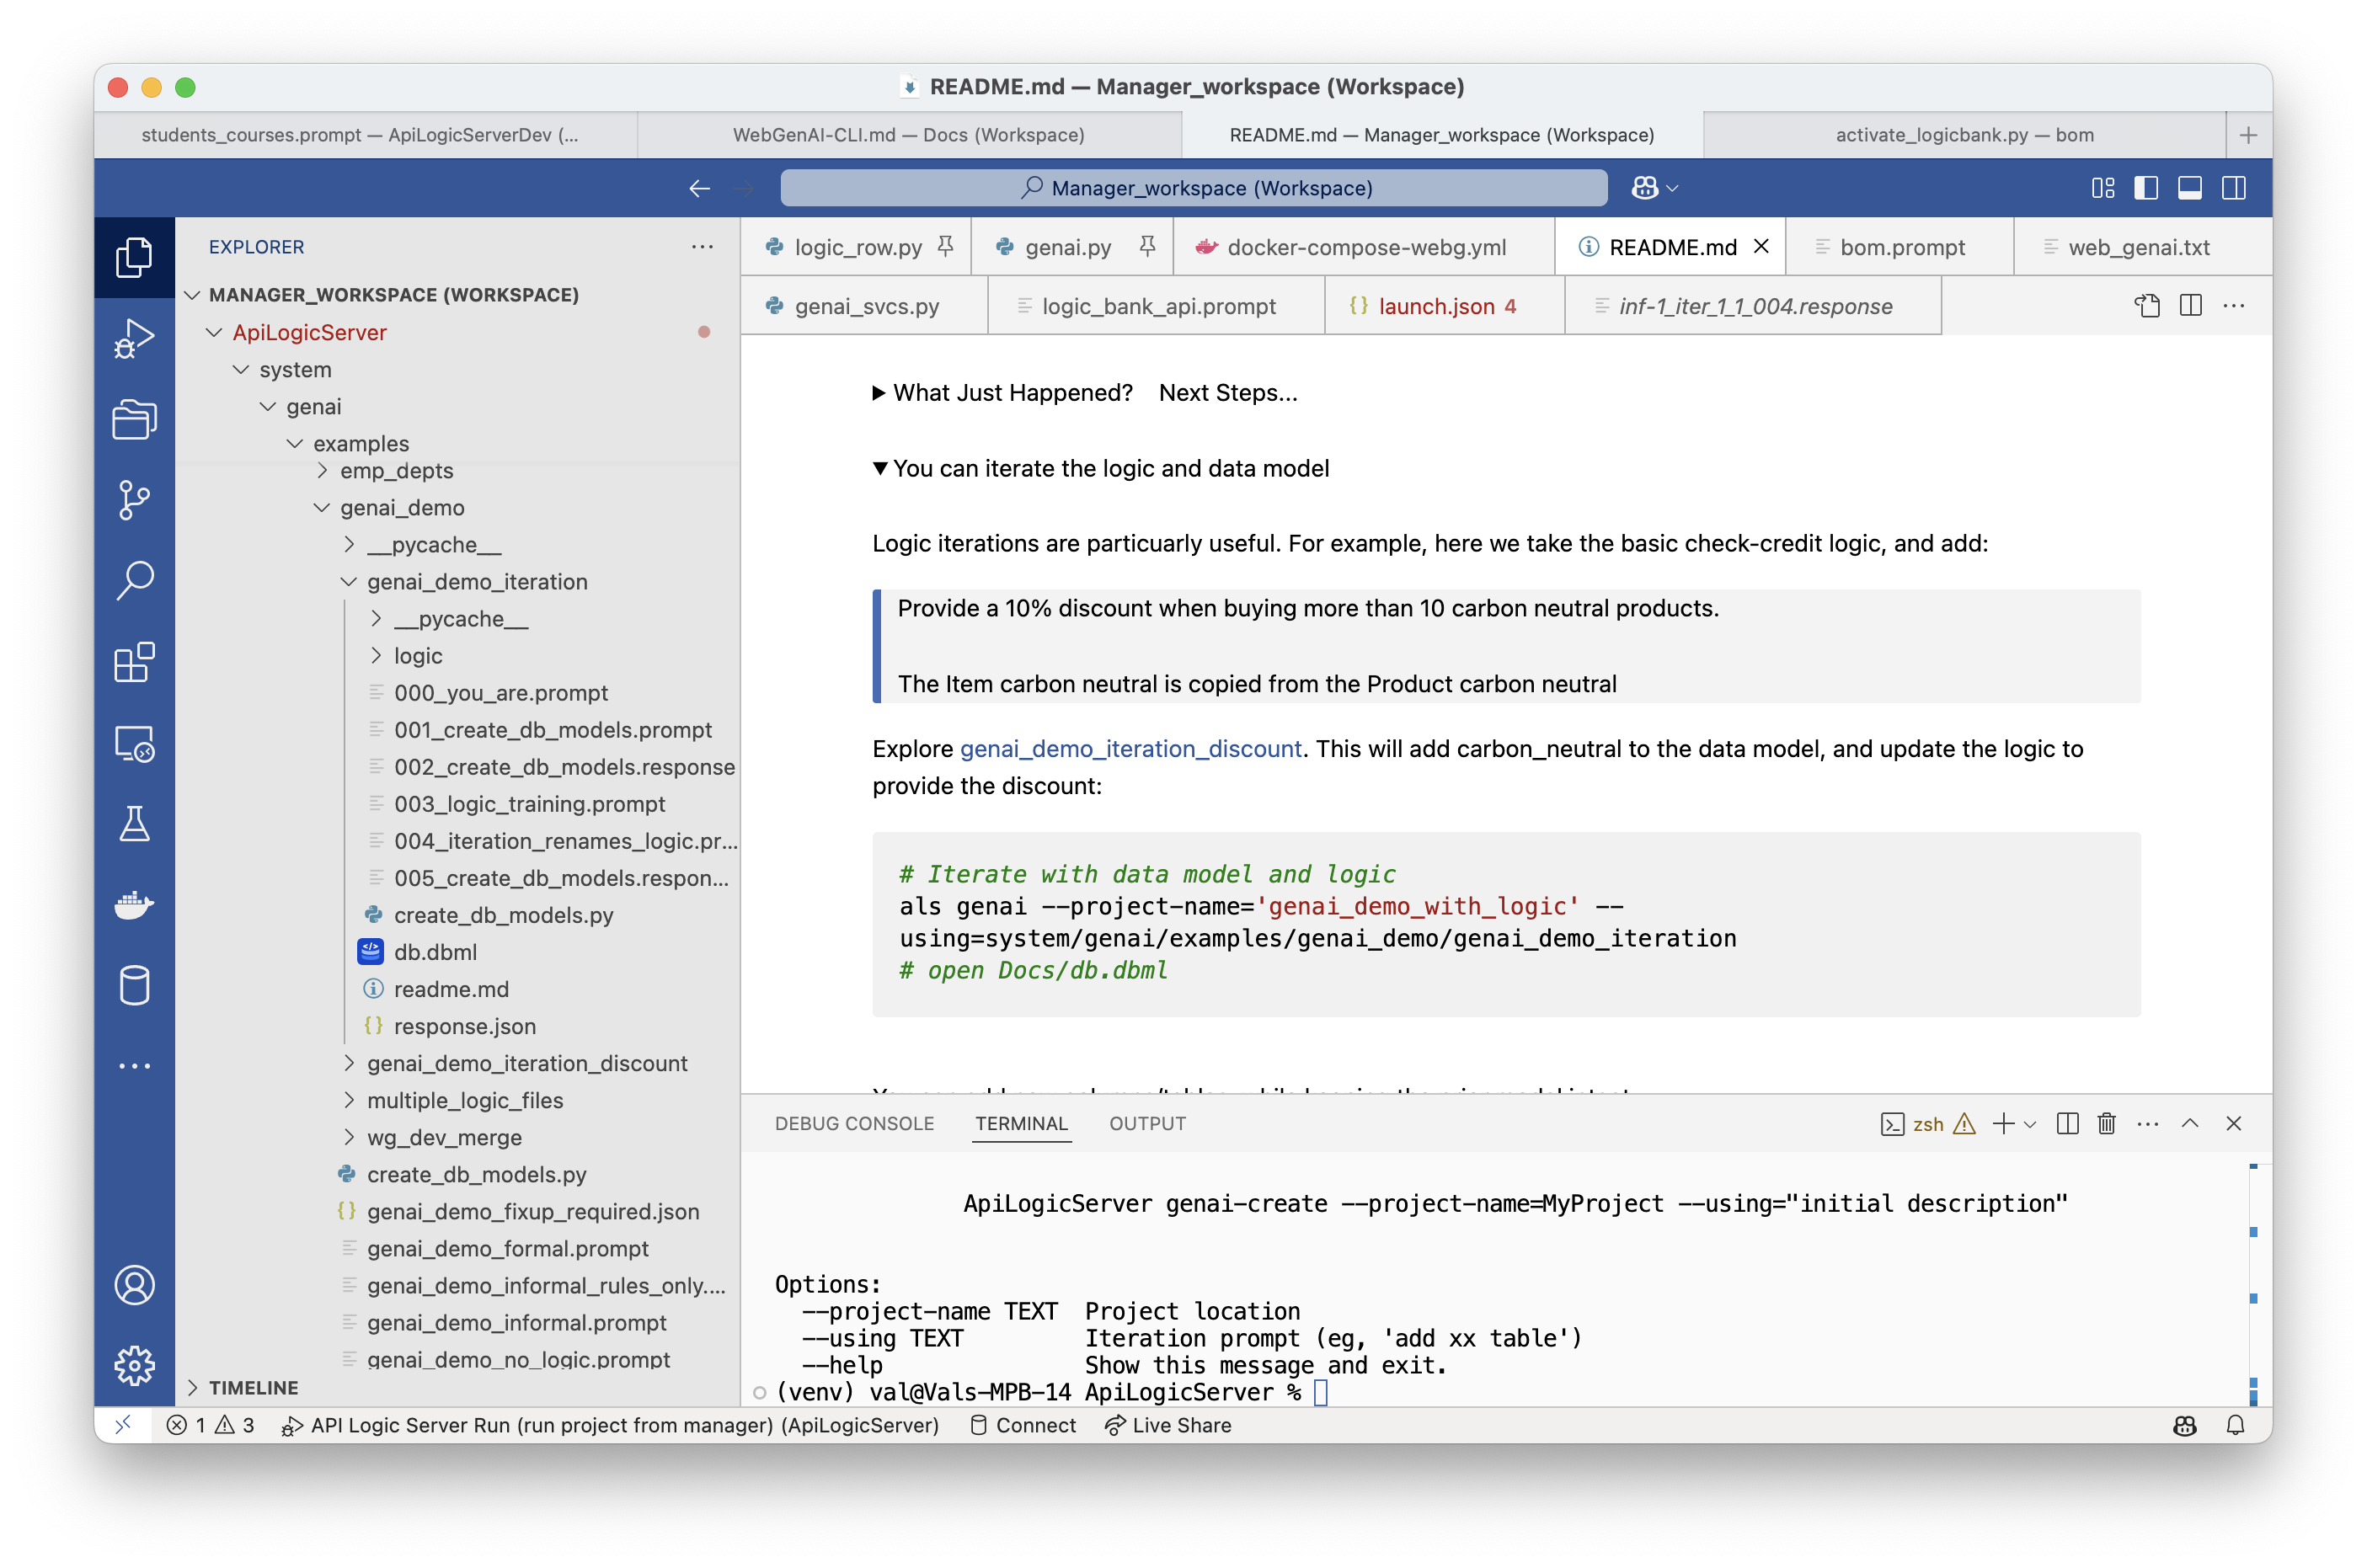 README.md — Manager_workspace (Workspace)
students_courses.prompt — ApiLogicServerDev (...
WebGenAI-CLI.md — Docs (Workspace)
README.md — Manager_workspace (Workspace)
activate_logicbank.py — bom
Manager_workspace (Workspace)
EXPLORER
MANAGER_WORKSPACE (WORKSPACE)
ApiLogicServer
system
genai
examples
emp_depts
genai_demo
__pycache__
genai_demo_iteration
__pycache__
logic
000_you_are.prompt
001_create_db_models.prompt
002_create_db_models.response
003_logic_training.prompt
004_iteration_renames_logic.pr...
005_create_db_models.respon...
create_db_models.py
db.dbml
readme.md
response.json
genai_demo_iteration_discount
multiple_logic_files
wg_dev_merge
create_db_models.py
genai_demo_fixup_required.json
genai_demo_formal.prompt
genai_demo_informal_rules_only....
genai_demo_informal.prompt
genai_demo_no_logic.prompt
TIMELINE
logic_row.py
genai.py
docker-compose-webg.yml
README.md
bom.prompt
web_genai.txt
genai_svcs.py
logic_bank_api.prompt
launch.json 4
inf-1_iter_1_1_004.response
What Just Happened? Next Steps...
You can iterate the logic and data model
Logic iterations are particuarly useful. For example, here we take the basic check-credit logic, and add:
Provide a 10% discount when buying more than 10 carbon neutral products.
The Item carbon neutral is copied from the Product carbon neutral
Explore genai_demo_iteration_discount. This will add carbon_neutral to the data model, and update the logic to
provide the discount:
# Iterate with data model and logic
als genai --project-name='genai_demo_with_logic' --
using=system/genai/examples/genai_demo/genai_demo_iteration
# open Docs/db.dbml
DEBUG CONSOLE
TERMINAL
OUTPUT
zsh
ApiLogicServer genai-create --project-name=MyProject --using="initial description"
Options:
--project-name TEXT Project location
--using TEXT Iteration prompt (eg, 'add xx table')
--help Show this message and exit.
(venv) val@Vals-MPB-14 ApiLogicServer %
1 3 API Logic Server Run (run project from manager) (ApiLogicServer) Connect Live Share